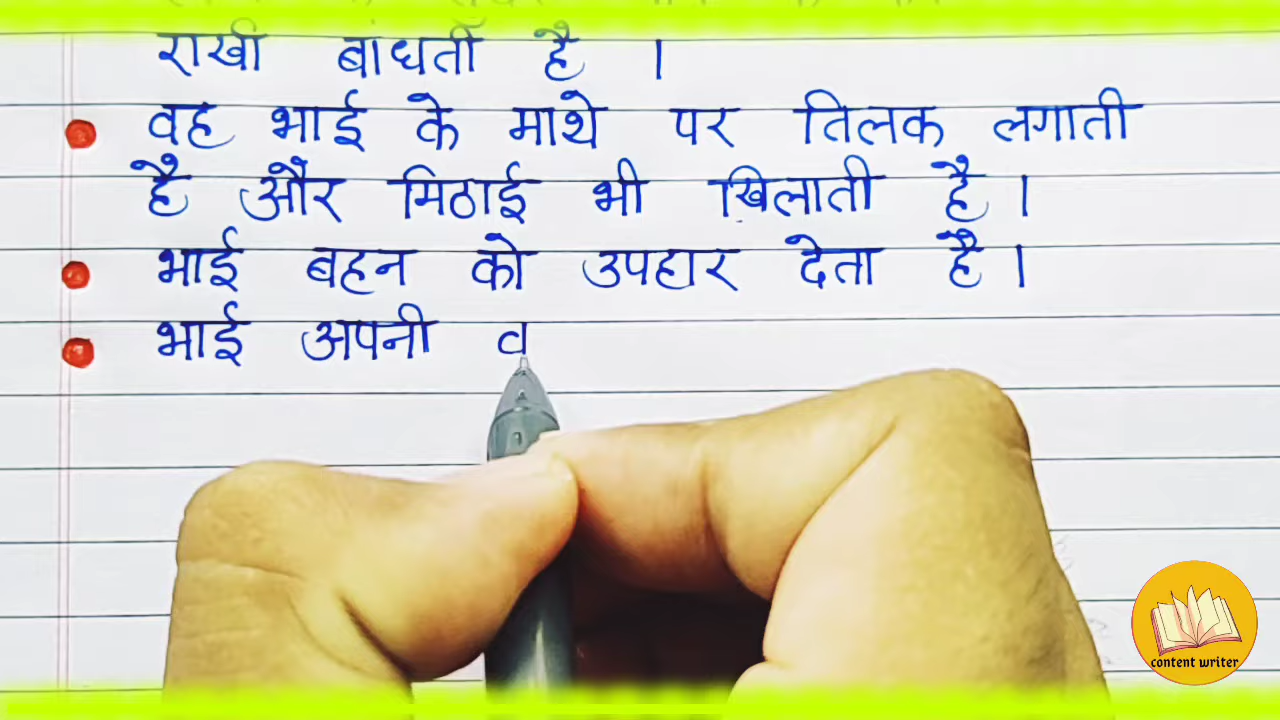 राखी बांधती है ।
वह भाई के माथे पर तिलक लगाती
है और मिठाई भी खिलाती है ।
भाई बहन को उपहार देता है ।
भाई अपनी व
content writer